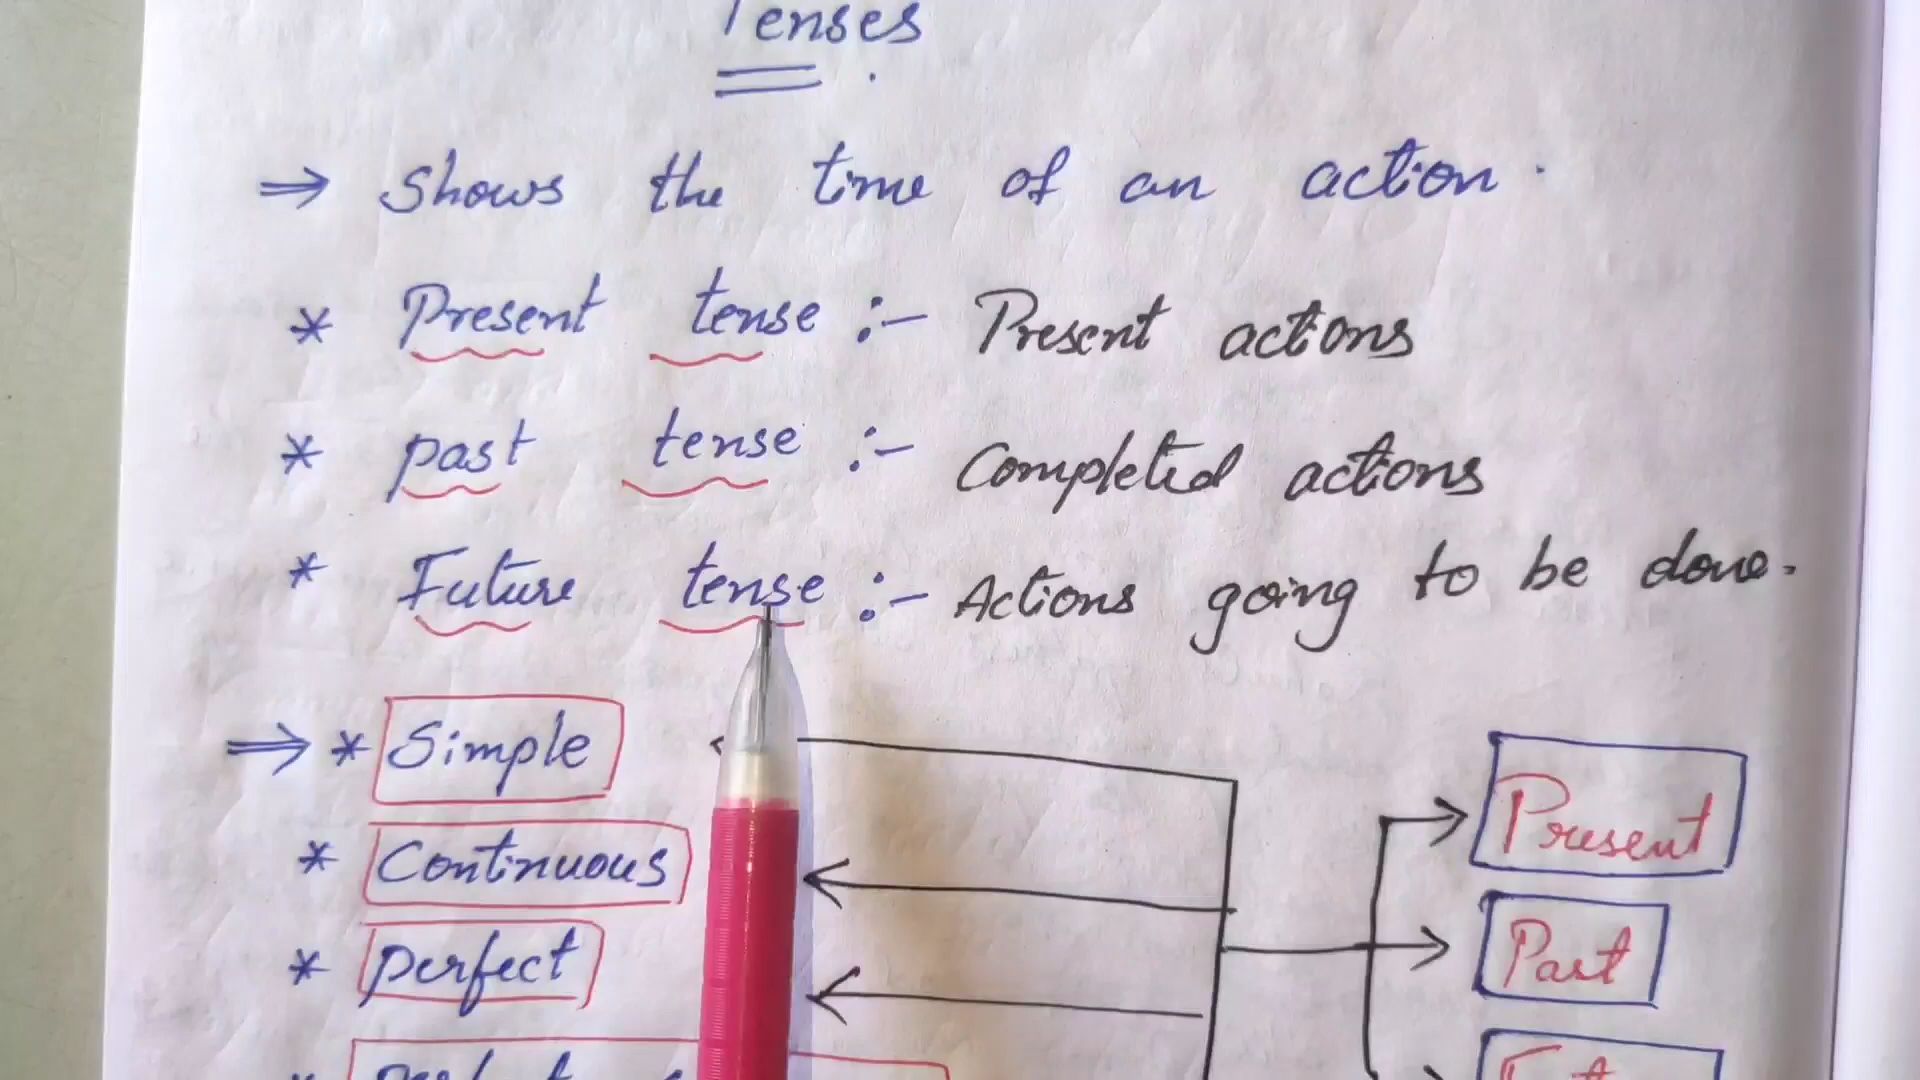 Tenses
⇒ Shows the time of an action.
* Present tense :- Present actions
* past tense :- Completed actions
* Future tense :- Actions going to be done.
⇒ * Simple
Present
* Continuous
* perfect
Past